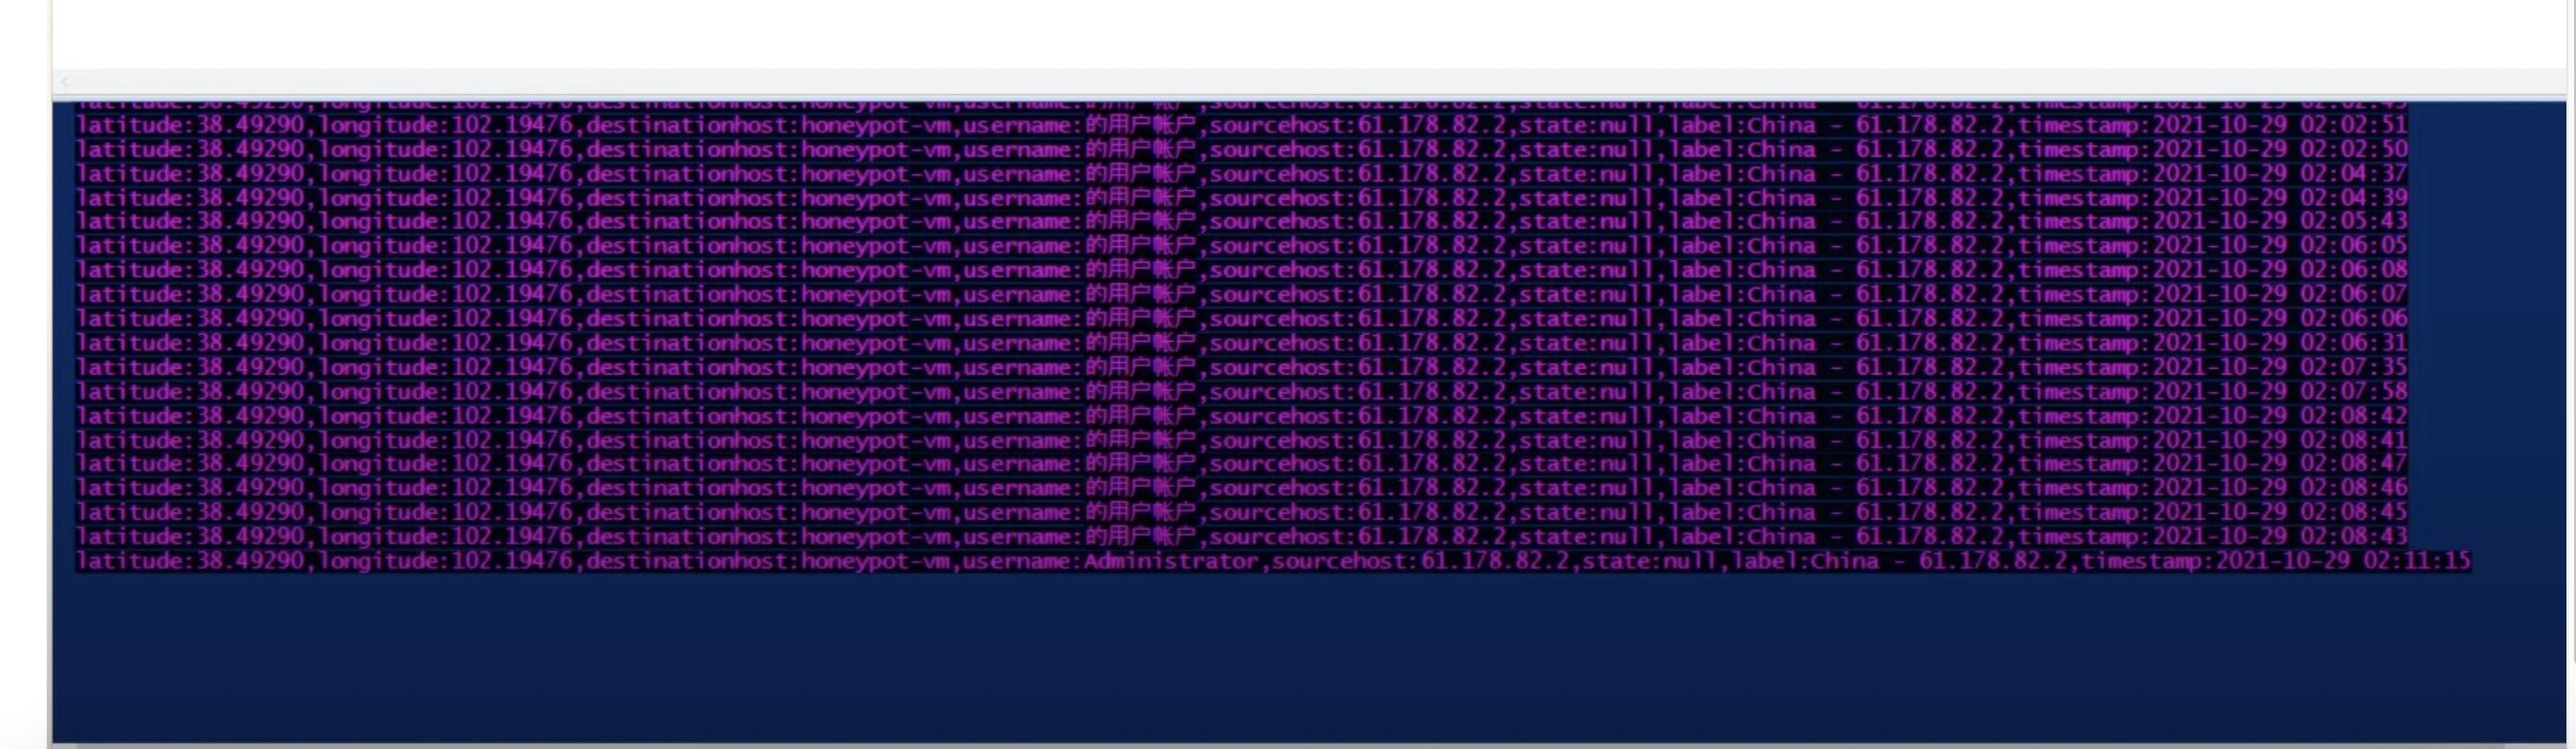 latitude:38.49290,longitude:102.19476,destinationhost:honeypot-vm,username:的用户帐户,sourcehost:61.178.82.2,state:null,label:China - 61.178.82.2,timestamp:2021-10-29 02:02:51
latitude:38.49290,longitude:102.19476,destinationhost:honeypot-vm,username:的用户帐户,sourcehost:61.178.82.2,state:null,label:China - 61.178.82.2,timestamp:2021-10-29 02:02:50
latitude:38.49290,longitude:102.19476,destinationhost:honeypot-vm,username:的用户帐户,sourcehost:61.178.82.2,state:null,label:China - 61.178.82.2,timestamp:2021-10-29 02:04:37
latitude:38.49290,longitude:102.19476,destinationhost:honeypot-vm,username:的用户帐户,sourcehost:61.178.82.2,state:null,label:China - 61.178.82.2,timestamp:2021-10-29 02:04:39
latitude:38.49290,longitude:102.19476,destinationhost:honeypot-vm,username:的用户帐户,sourcehost:61.178.82.2,state:null,label:China - 61.178.82.2,timestamp:2021-10-29 02:05:43
latitude:38.49290,longitude:102.19476,destinationhost:honeypot-vm,username:的用户帐户,sourcehost:61.178.82.2,state:null,label:China - 61.178.82.2,timestamp:2021-10-29 02:06:05
latitude:38.49290,longitude:102.19476,destinationhost:honeypot-vm,username:的用户帐户,sourcehost:61.178.82.2,state:null,label:China - 61.178.82.2,timestamp:2021-10-29 02:06:08
latitude:38.49290,longitude:102.19476,destinationhost:honeypot-vm,username:的用户帐户,sourcehost:61.178.82.2,state:null,label:China - 61.178.82.2,timestamp:2021-10-29 02:06:07
latitude:38.49290,longitude:102.19476,destinationhost:honeypot-vm,username:的用户帐户,sourcehost:61.178.82.2,state:null,label:China - 61.178.82.2,timestamp:2021-10-29 02:06:06
latitude:38.49290,longitude:102.19476,destinationhost:honeypot-vm,username:的用户帐户,sourcehost:61.178.82.2,state:null,label:China - 61.178.82.2,timestamp:2021-10-29 02:06:31
latitude:38.49290,longitude:102.19476,destinationhost:honeypot-vm,username:的用户帐户,sourcehost:61.178.82.2,state:null,label:China - 61.178.82.2,timestamp:2021-10-29 02:07:35
latitude:38.49290,longitude:102.19476,destinationhost:honeypot-vm,username:的用户帐户,sourcehost:61.178.82.2,state:null,label:China - 61.178.82.2,timestamp:2021-10-29 02:07:58
latitude:38.49290,longitude:102.19476,destinationhost:honeypot-vm,username:的用户帐户,sourcehost:61.178.82.2,state:null,label:China - 61.178.82.2,timestamp:2021-10-29 02:08:42
latitude:38.49290,longitude:102.19476,destinationhost:honeypot-vm,username:的用户帐户,sourcehost:61.178.82.2,state:null,label:China - 61.178.82.2,timestamp:2021-10-29 02:08:41
latitude:38.49290,longitude:102.19476,destinationhost:honeypot-vm,username:的用户帐户,sourcehost:61.178.82.2,state:null,label:China - 61.178.82.2,timestamp:2021-10-29 02:08:47
latitude:38.49290,longitude:102.19476,destinationhost:honeypot-vm,username:的用户帐户,sourcehost:61.178.82.2,state:null,label:China - 61.178.82.2,timestamp:2021-10-29 02:08:46
latitude:38.49290,longitude:102.19476,destinationhost:honeypot-vm,username:的用户帐户,sourcehost:61.178.82.2,state:null,label:China - 61.178.82.2,timestamp:2021-10-29 02:08:45
latitude:38.49290,longitude:102.19476,destinationhost:honeypot-vm,username:的用户帐户,sourcehost:61.178.82.2,state:null,label:China - 61.178.82.2,timestamp:2021-10-29 02:08:43
latitude:38.49290,longitude:102.19476,destinationhost:honeypot-vm,username:Administrator,sourcehost:61.178.82.2,state:null,label:China - 61.178.82.2,timestamp:2021-10-29 02:11:15